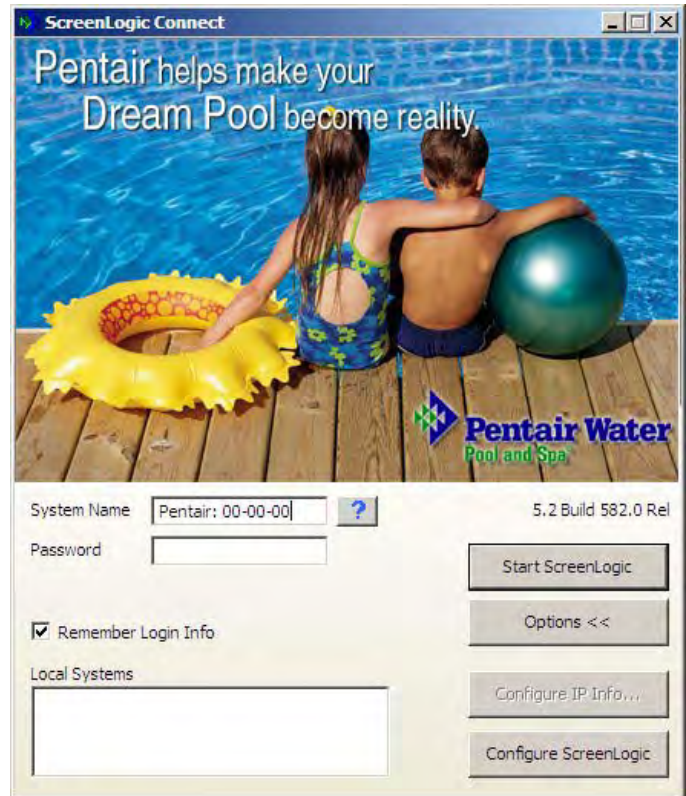 ScreenLogic Connect
Pentair helps make your
Dream Pool become reality.
Pentair Water
Pool and Spa
System Name
Pentair: 00-00-00
?
5.2 Build 582.0 Rel
Password
Start ScreenLogic
Remember Login Info
Options <<
Local Systems
Configure IP Info...
Configure ScreenLogic